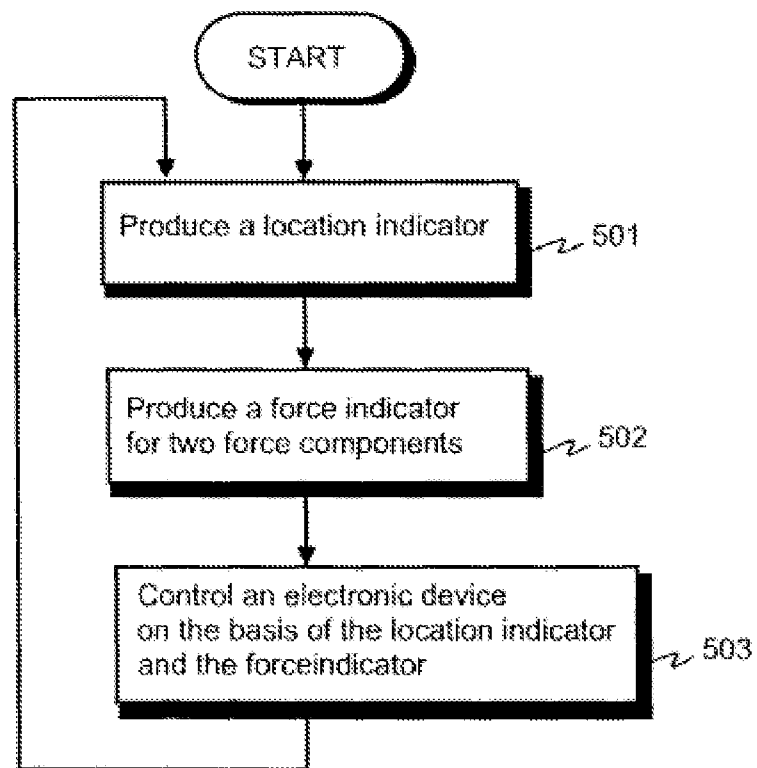 START
Produce a location indicator
501
Produce a force indicator
for two force components
502
Control an electronic device
on the basis of the location indicator
and the forceindicator
503